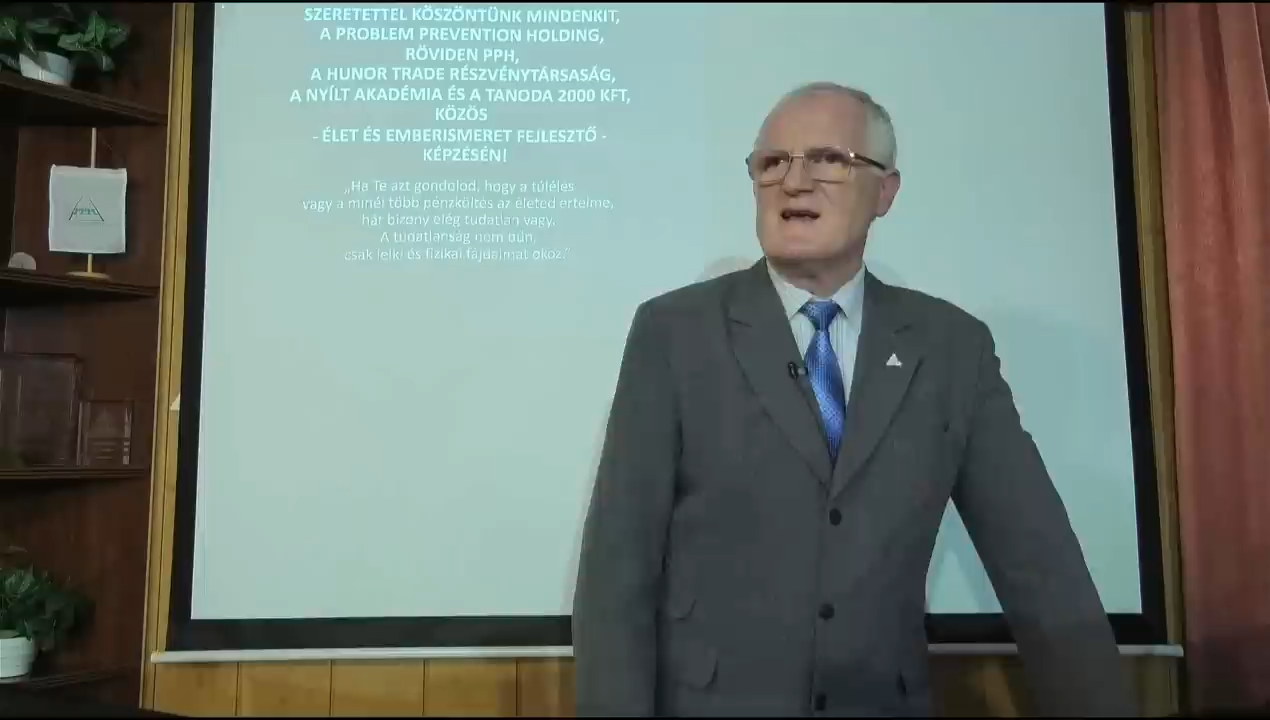 SZERETETTEL KÖSZÖNTÜNK MINDENKIT,
A PROBLEM PREVENTION HOLDING,
RÖVIDEN PPH,
A HUNOR TRADE RÉSZVÉNYTÁRSASÁG,
A NYÍLT AKADÉMIA ÉS A TANODA 2000 KFT,
KÖZÖS
- ÉLET ÉS EMBERISMERET FEJLESZTŐ -
KÉPZÉSÉN!
„Ha Te azt gondolod, hogy a túlélés
vagy a minél több pénzköltés az életed értelme,
hár bizony elég tudatlan vagy.
A tudatlanság nem bűn,
csak lelki és fizikai fájdalmat okoz."